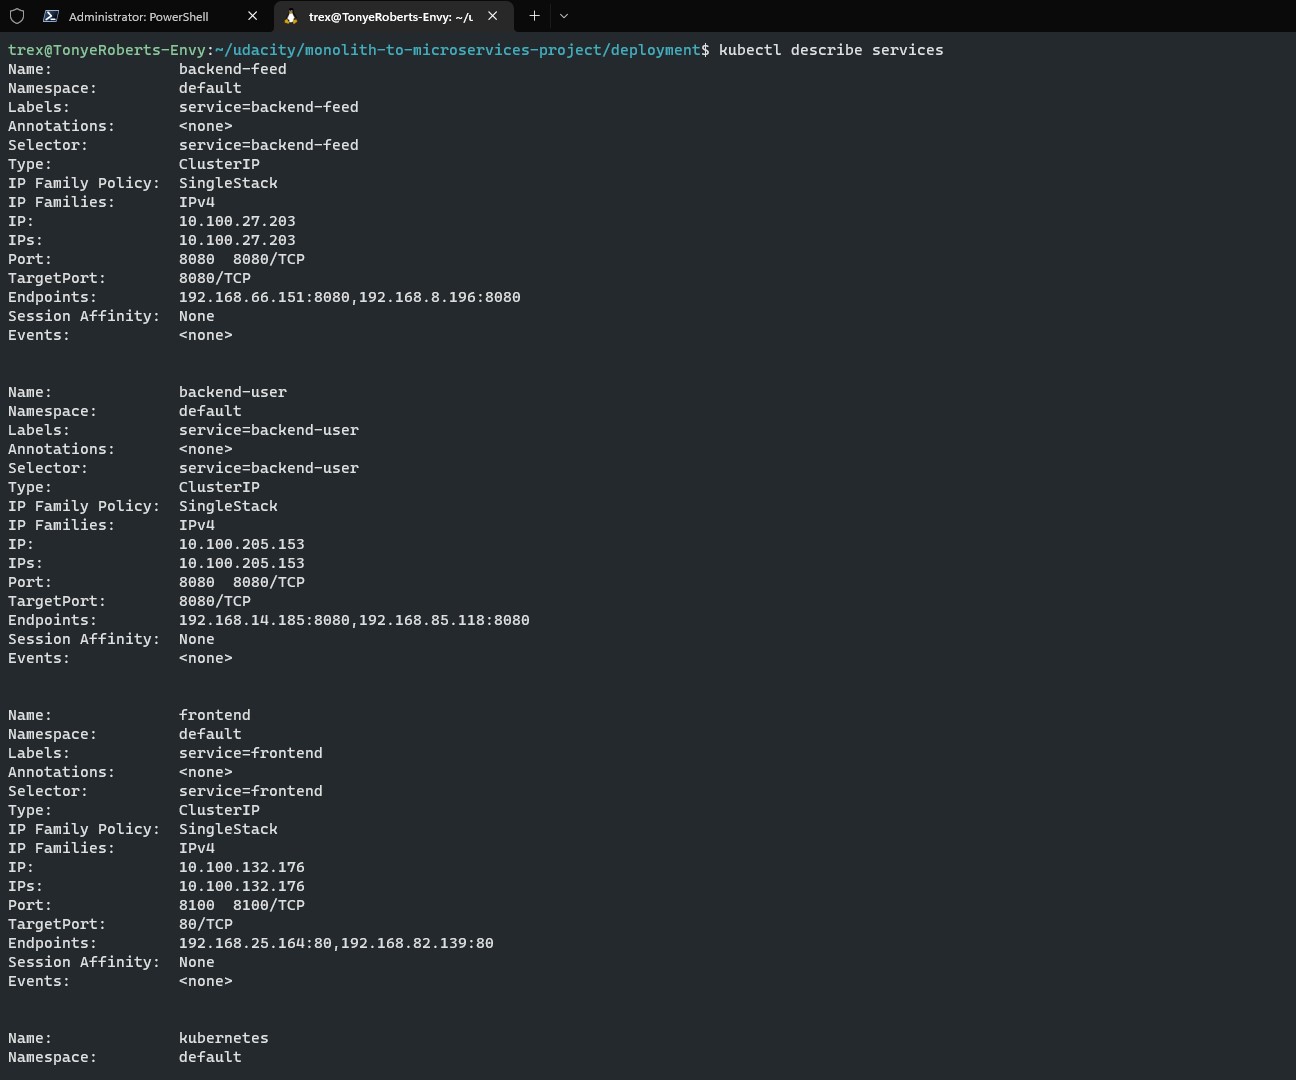 Administrator: PowerShell
trex@TonyeRoberts-Envy: ~/u
trex@TonyeRoberts-Envy:~/udacity/monolith-to-microservices-project/deployment$ kubectl describe services
Name: backend-feed
Namespace: default
Labels: service=backend-feed
Annotations: <none>
Selector: service=backend-feed
Type: ClusterIP
IP Family Policy: SingleStack
IP Families: IPv4
IP: 10.100.27.203
IPs: 10.100.27.203
Port: 8080 8080/TCP
TargetPort: 8080/TCP
Endpoints: 192.168.66.151:8080,192.168.8.196:8080
Session Affinity: None
Events: <none>
Name: backend-user
Namespace: default
Labels: service=backend-user
Annotations: <none>
Selector: service=backend-user
Type: ClusterIP
IP Family Policy: SingleStack
IP Families: IPv4
IP: 10.100.205.153
IPs: 10.100.205.153
Port: 8080 8080/TCP
TargetPort: 8080/TCP
Endpoints: 192.168.14.185:8080,192.168.85.118:8080
Session Affinity: None
Events: <none>
Name: frontend
Namespace: default
Labels: service=frontend
Annotations: <none>
Selector: service=frontend
Type: ClusterIP
IP Family Policy: SingleStack
IP Families: IPv4
IP: 10.100.132.176
IPs: 10.100.132.176
Port: 8100 8100/TCP
TargetPort: 80/TCP
Endpoints: 192.168.25.164:80,192.168.82.139:80
Session Affinity: None
Events: <none>
Name: kubernetes
Namespace: default